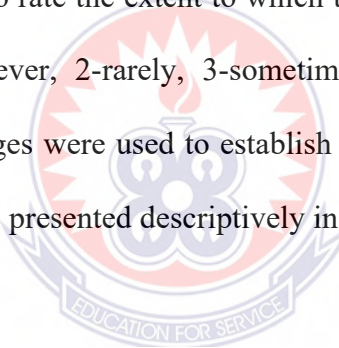 o rate the extent to which t
ever, 2-rarely, 3-sometim
ges were used to establish
presented descriptively in
EDUCATION FOR SERVICE